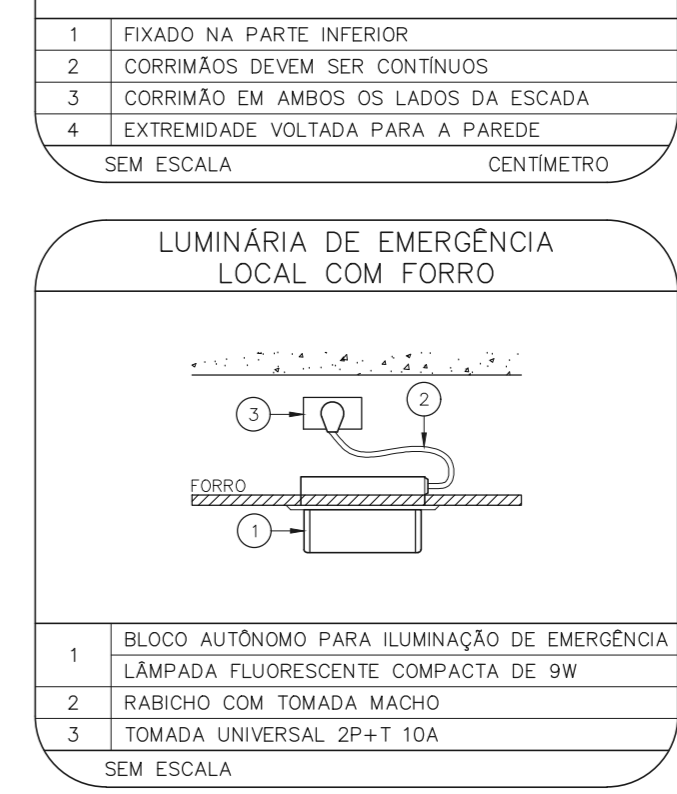 1 FIXADO NA PARTE INFERIOR
2 CORRIMÃOS DEVEM SER CONTÍNUOS
3 CORRIMÃO EM AMBOS OS LADOS DA ESCADA
4 EXTREMIDADE VOLTADA PARA A PAREDE
SEM ESCALA CENTÍMETRO
LUMINÁRIA DE EMERGÊNCIA
LOCAL COM FORRO
2
3
FORRO
1
1 BLOCO AUTÔNOMO PARA ILUMINAÇÃO DE EMERGÊNCIA
LÂMPADA FLUORESCENTE COMPACTA DE 9W
2 RABICHO COM TOMADA MACHO
3 TOMADA UNIVERSAL 2P+T 10A
SEM ESCALA